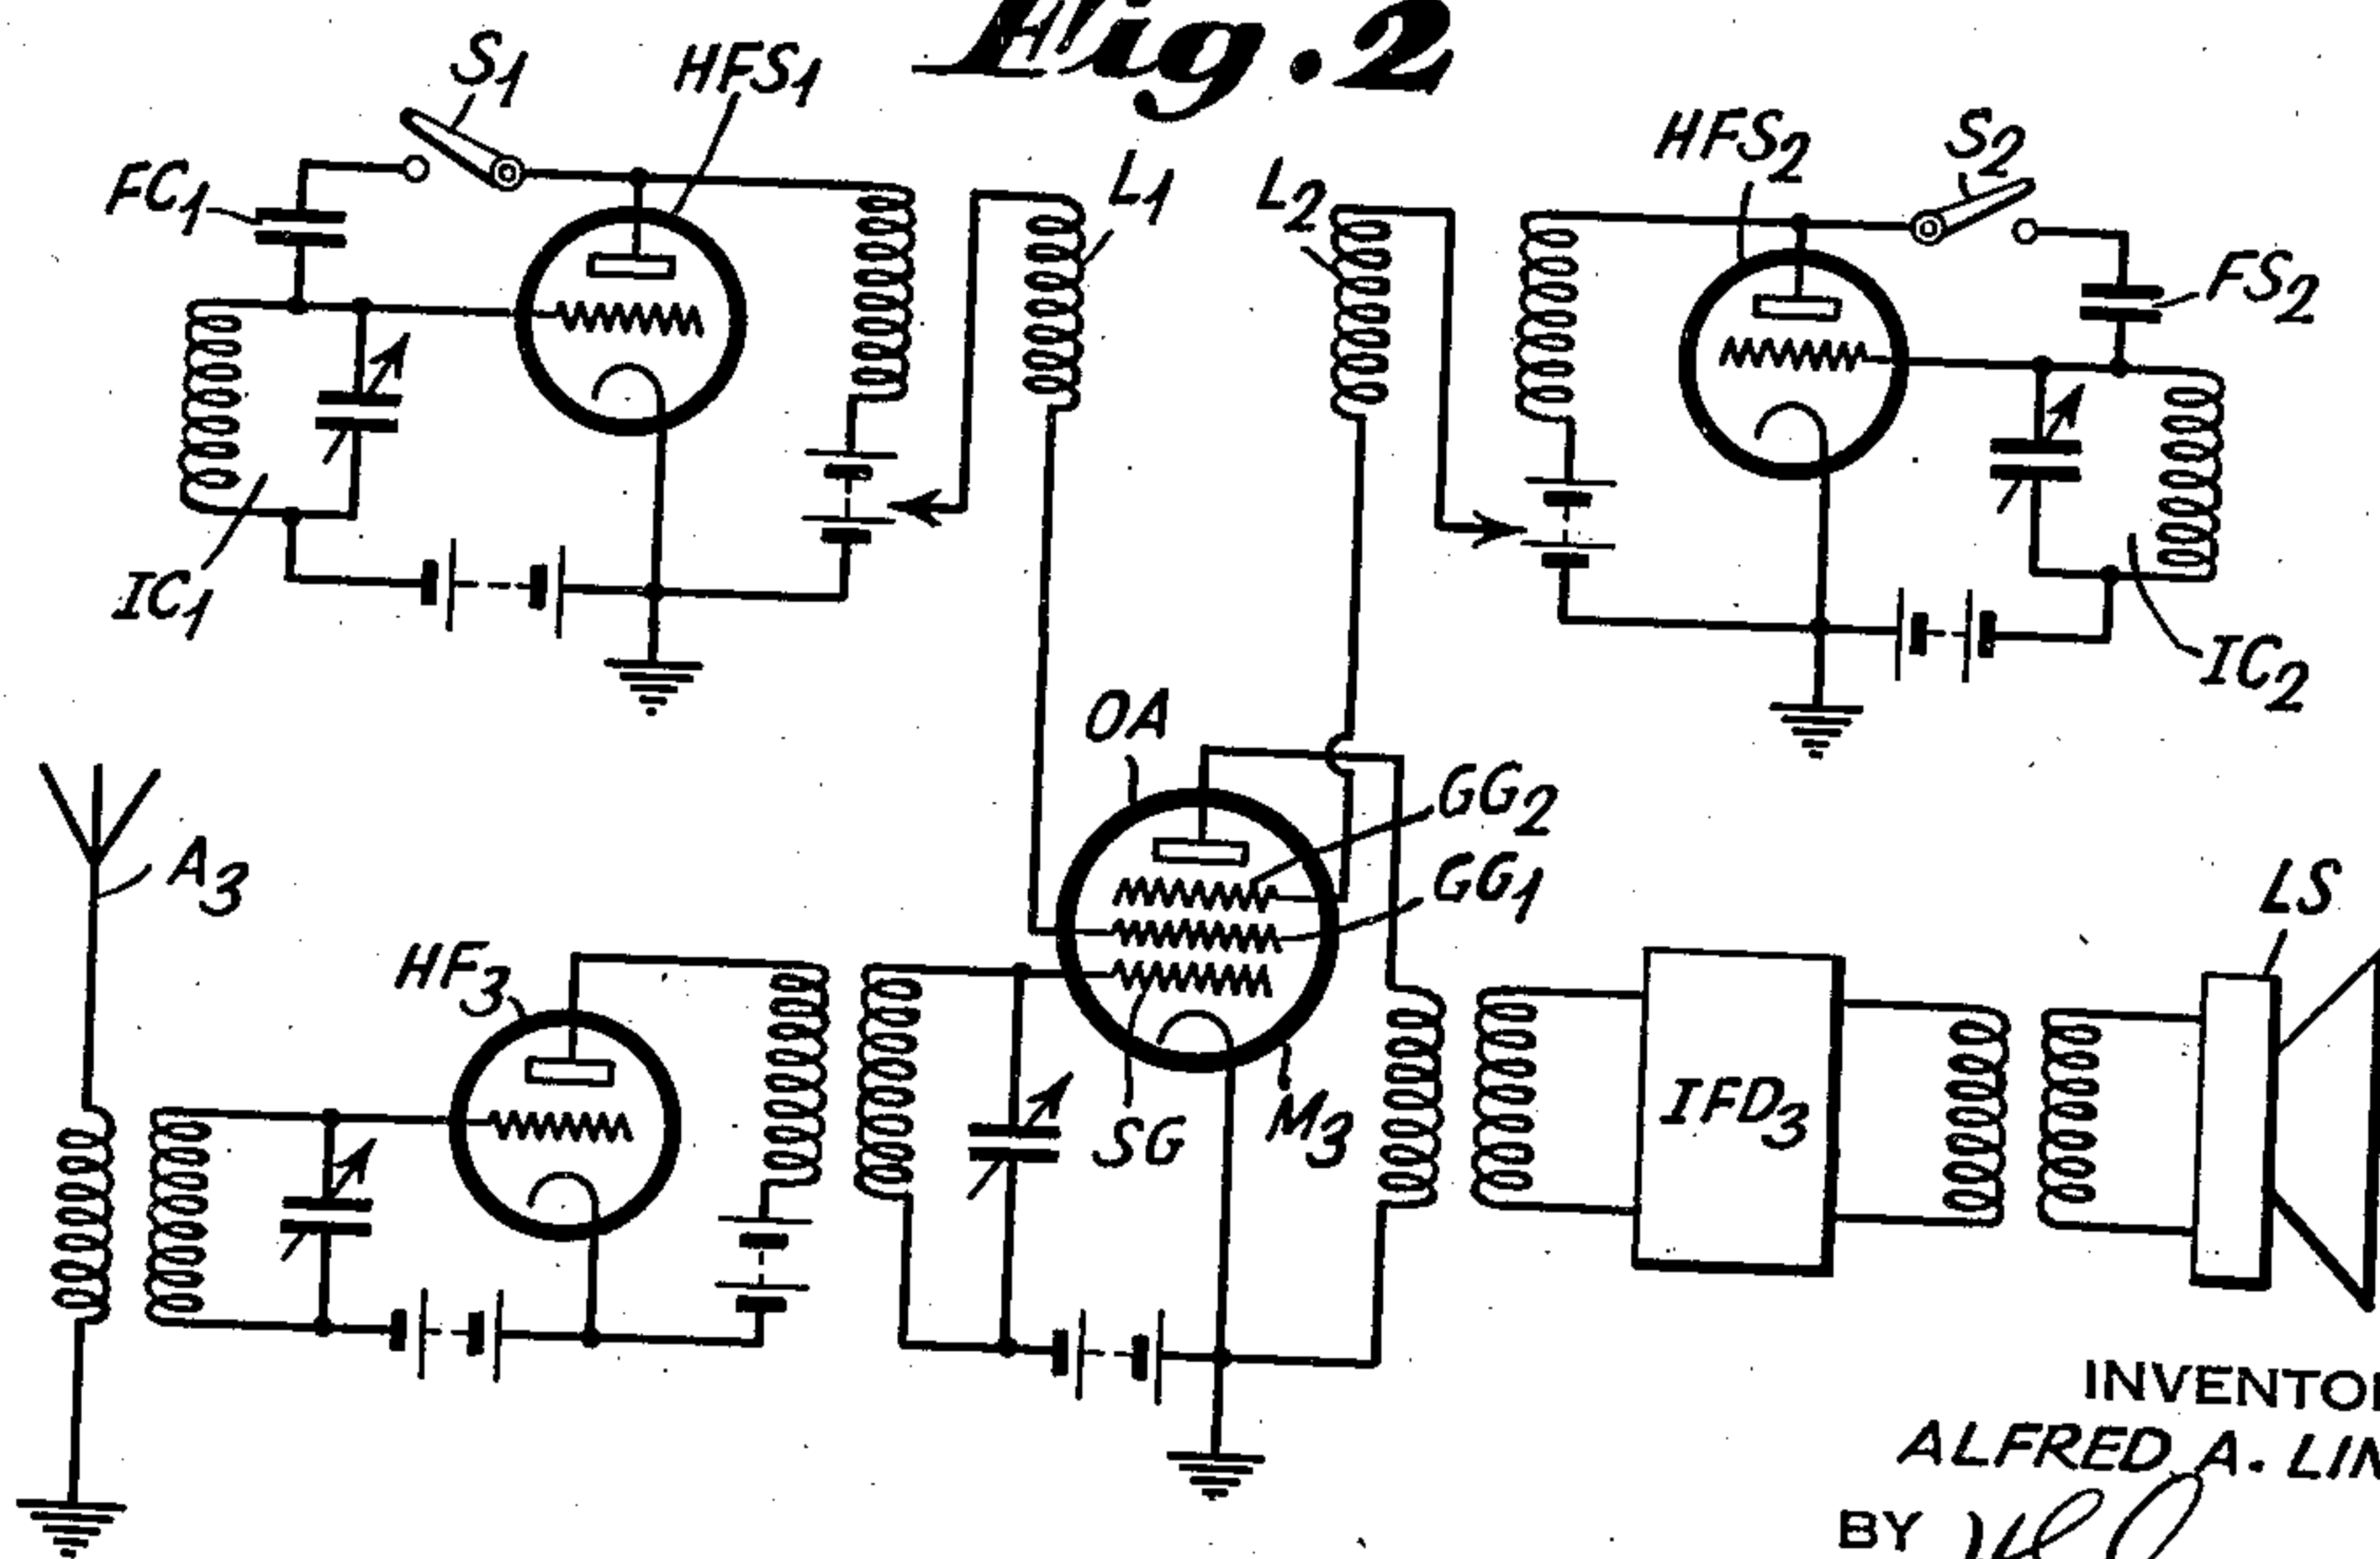 Fig. 2
S1
HFS1
FC1
L1
L2
HFS2
S2
FS2
IC1
IC2
OA
GG2
GG1
A3
HF3
LS
SG
M3
IFD3
INVENTO
ALFRED A. LIN
BY